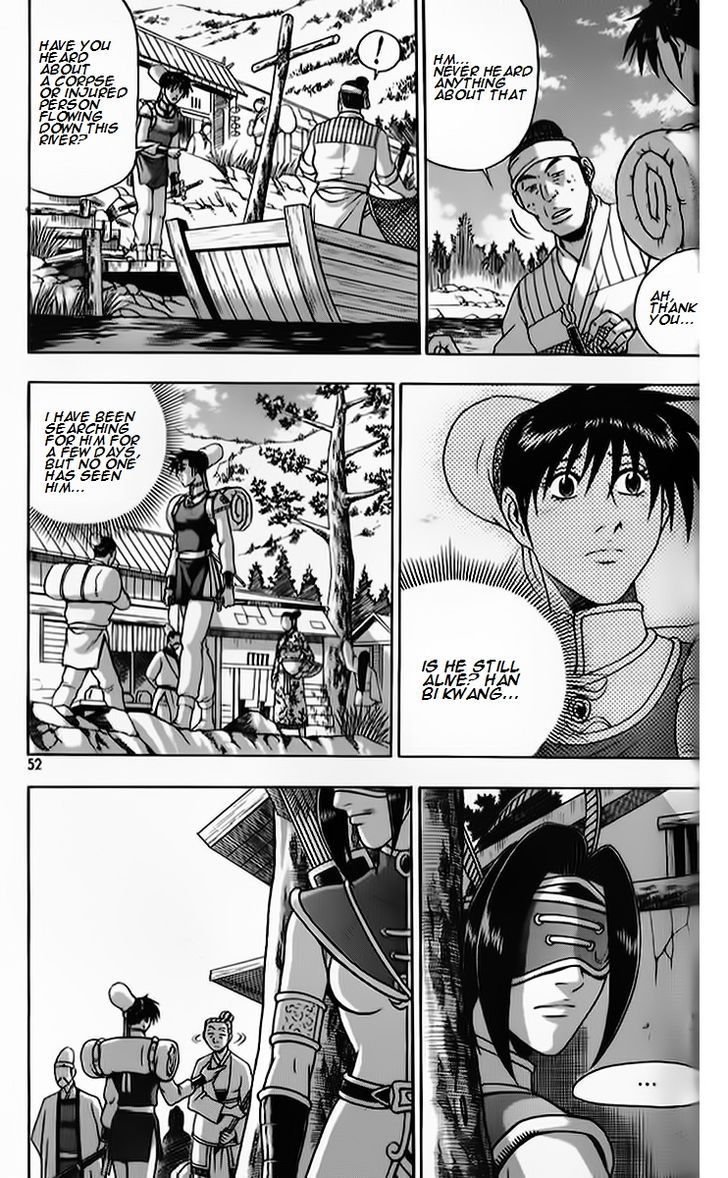 HAVE YOU
HEARD
ABOUT
A CORPSE
OR INJURED
PERSON
FLOWING
DOWN THIS
RIVER?
!
HM...
NEVER HEARD
ANYTHING
ABOUT THAT
AH,
THANK
YOU...
I HAVE BEEN
SEARCHING
FOR HIM FOR
A FEW DAYS,
BUT NO ONE
HAS SEEN
HIM...
IS HE STILL
ALIVE? HAN
BI KWANG...
52
...